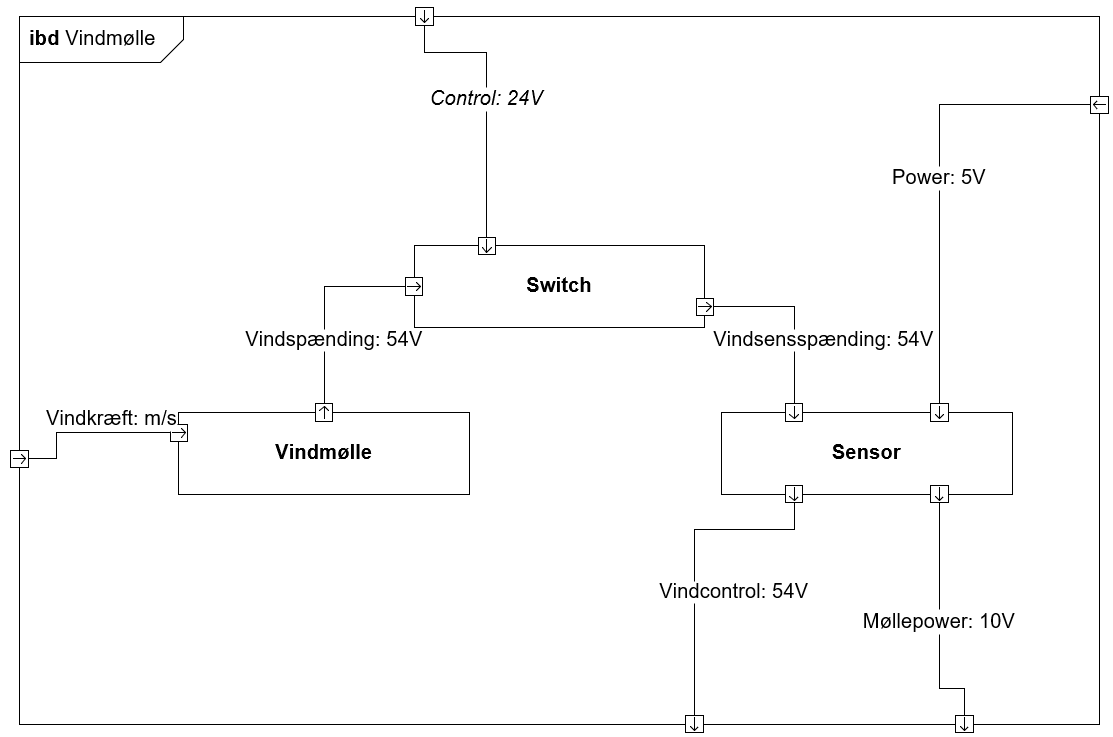 ibd Vindmølle
Control: 24V
Power: 5V
Switch
Vindspænding: 54V
Vindsensspænding: 54V
Vindkræft: m/s
Vindmølle
Sensor
Vindcontrol: 54V
Møllepower: 10V